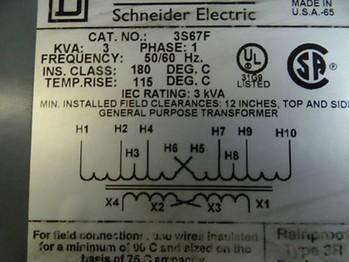 MADE IN
U.S.A.-65
Schneider Electric
CAT. NO.: 3S67F
KVA: 3 PHASE: 1
FREQUENCY: 50/60 Hz.
INS. CLASS: 180 DEG. C
TEMP.RISE: 115 DEG. C
UL
LISTED
IEC RATING: 3 kVA
MIN. INSTALLED FIELD CLEARANCES: 12 INCHES, TOP AND SIDE
GENERAL PURPOSE TRANSFORMER
H1 H2 H4 H7 H9 H10
H3 H6 H5 H8
X4 X2 X3 X1
For field connections, use wires insulated
for a minimum of 90 C and sized on the
basis of 75 C ampacity
Rainproof
Type 3R